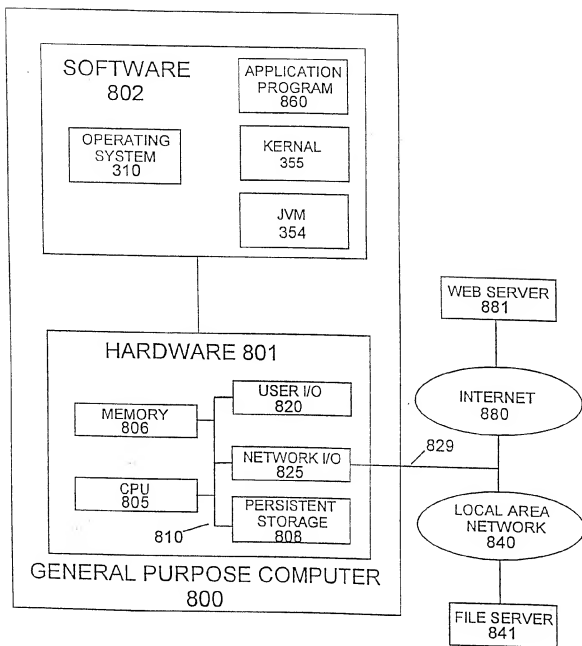 SOFTWARE
802
APPLICATION
PROGRAM
860
OPERATING
SYSTEM
310
KERNAL
355
JVM
354
HARDWARE 801
MEMORY
806
USER I/O
820
NETWORK I/O
825
CPU
805
PERSISTENT
STORAGE
808
810
GENERAL PURPOSE COMPUTER
800
WEB SERVER
881
INTERNET
880
829
LOCAL AREA
NETWORK
840
FILE SERVER
841